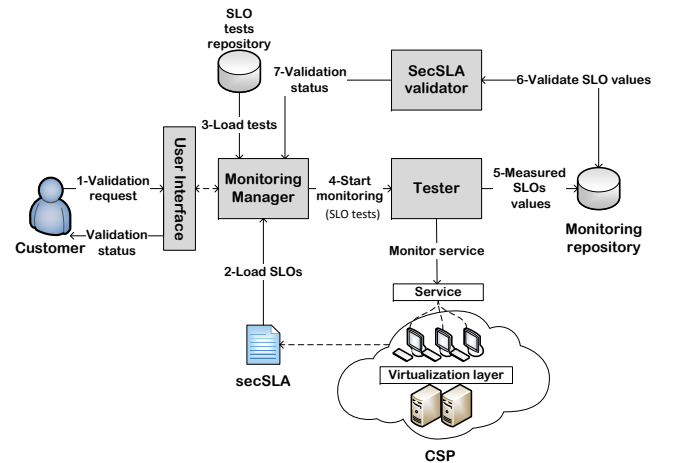 SLO
tests
repository
7-Validation
status
SecSLA
validator
6-Validate SLO values
3-Load tests
User Interface
1-Validation
request
Monitoring
Manager
4-Start
monitoring
(SLO tests)
Tester
5-Measured
SLOs
values
Customer
Validation
status
Monitoring
repository
Monitor service
2-Load SLOs
Service
secSLA
Virtualization layer
CSP